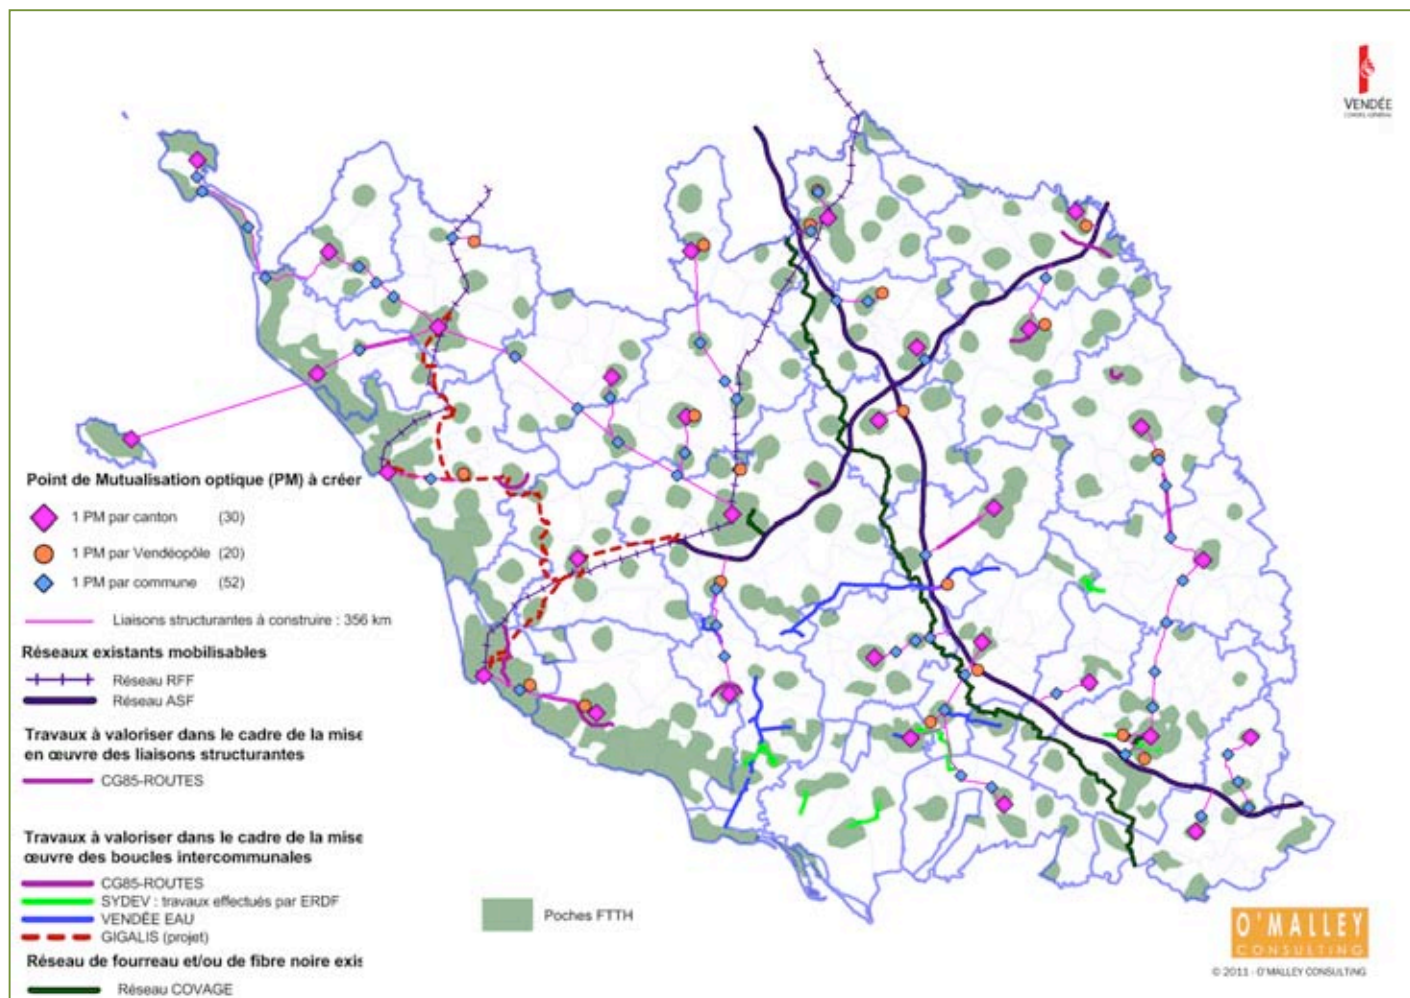 VENDÉE
CONSEIL GÉNÉRAL
Point de Mutualisation optique (PM) à créer
1 PM par canton (30)
1 PM par Vendéopôle (20)
1 PM par commune (52)
Liaisons structurantes à construire : 356 km
Réseaux existants mobilisables
Réseau RFF
Réseau ASF
Travaux à valoriser dans le cadre de la mise
en œuvre des liaisons structurantes
CG85-ROUTES
Travaux à valoriser dans le cadre de la mise
œuvre des boucles intercommunales
CG85-ROUTES
SYDEV : travaux effectués par ERDF
VENDÉE EAU
GIGALIS (projet)
Réseau de fourreau et/ou de fibre noire exis
Réseau COVAGE
Poches FTTH
O'MALLEY
CONSULTING
© 2011 - O'MALLEY CONSULTING